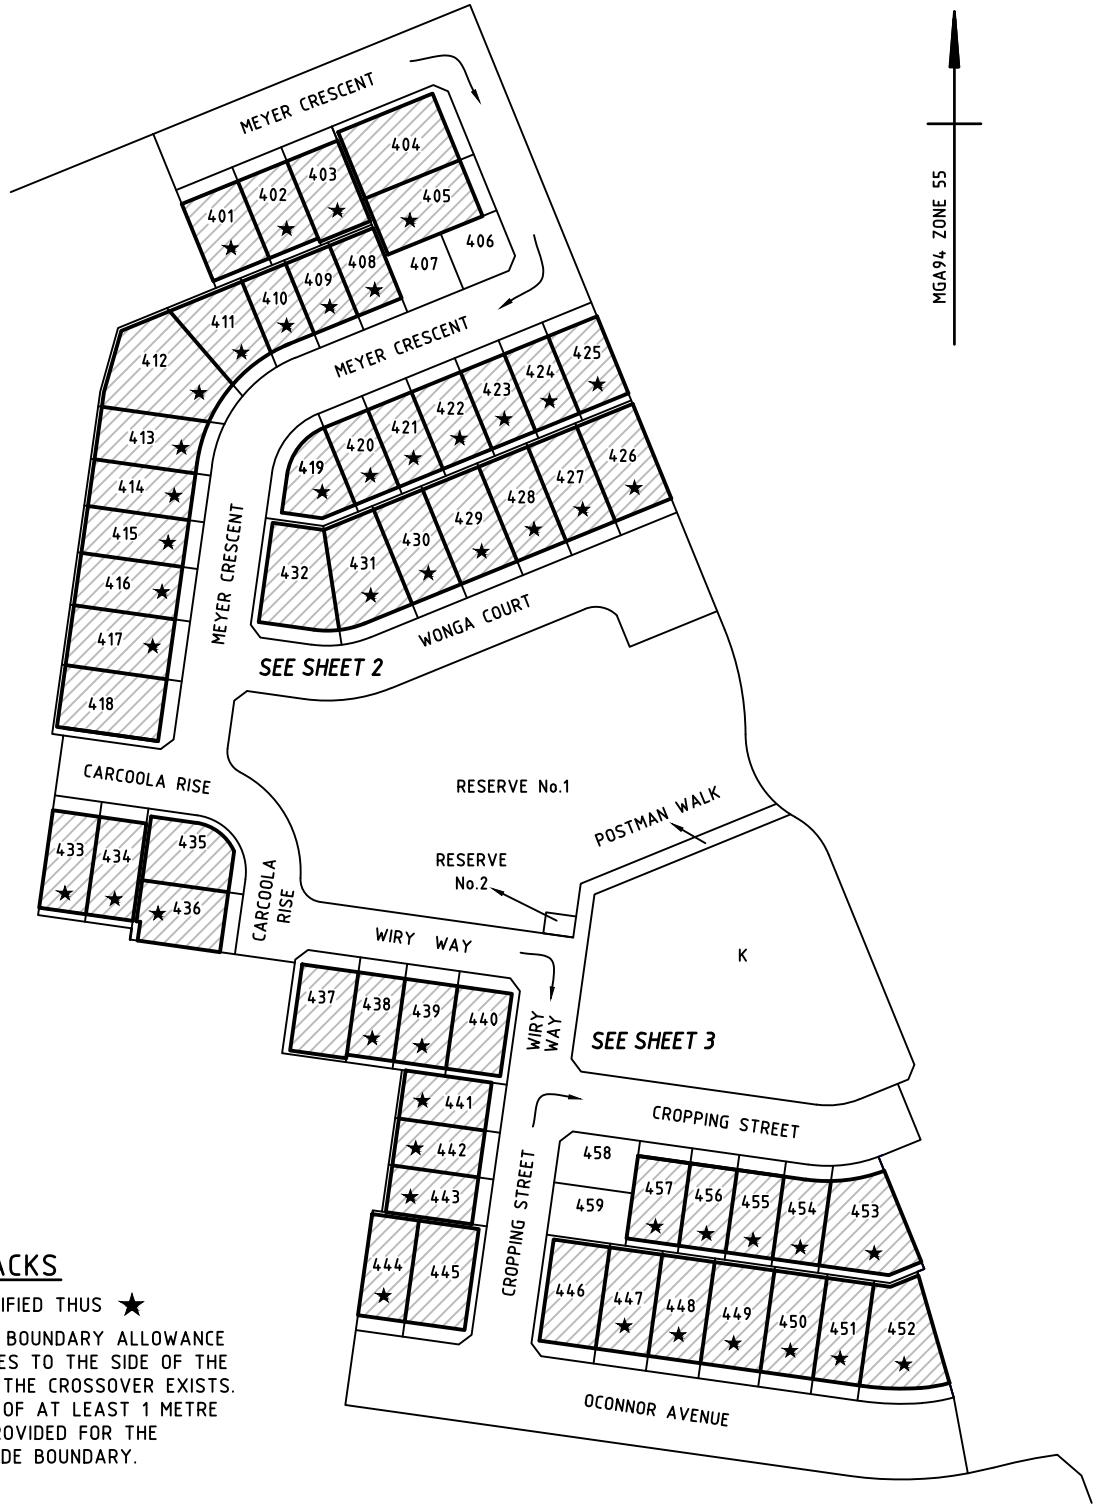 MEYER CRESCENT
404
403
402
401
405
406
407
408
409
410
411
412
MGA94 ZONE 55
MEYER CRESCENT
425
424
423
422
421
420
419
413
414
415
416
417
418
426
427
428
429
430
431
432
MEYER CRESCENT
WONGA COURT
SEE SHEET 2
CARCOOLA RISE
RESERVE No.1
POSTMAN WALK
RESERVE
No.2
433
434
435
436
CARCOOLA
RISE
WIRY WAY
K
437
438
439
440
WIRY
WAY
SEE SHEET 3
441
442
443
CROPPING STREET
CROPPING STREET
458
459
457
456
455
454
453
444
445
446
447
448
449
450
451
452
OCONNOR AVENUE
ACKS
IFIED THUS ★
BOUNDARY ALLOWANCE
ES TO THE SIDE OF THE
THE CROSSOVER EXISTS.
OF AT LEAST 1 METRE
ROVIDED FOR THE
DE BOUNDARY.